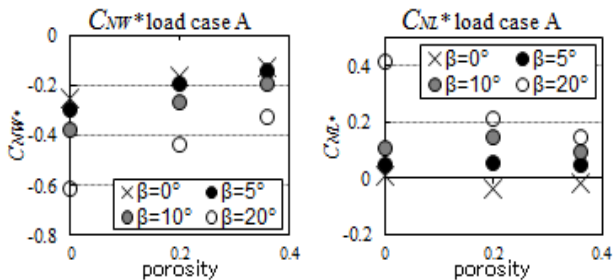 CNW* load case A
0
-0.2
-0.4
-0.6
-0.8
CNW*
×β=0° ●β=5°
●β=10° ○β=20°
0 0.2 0.4
porosity
CNL* load case A
0.4
0.2
0
-0.2
CNL*
×β=0° ●β=5°
●β=10° ○β=20°
0 0.2 0.4
porosity